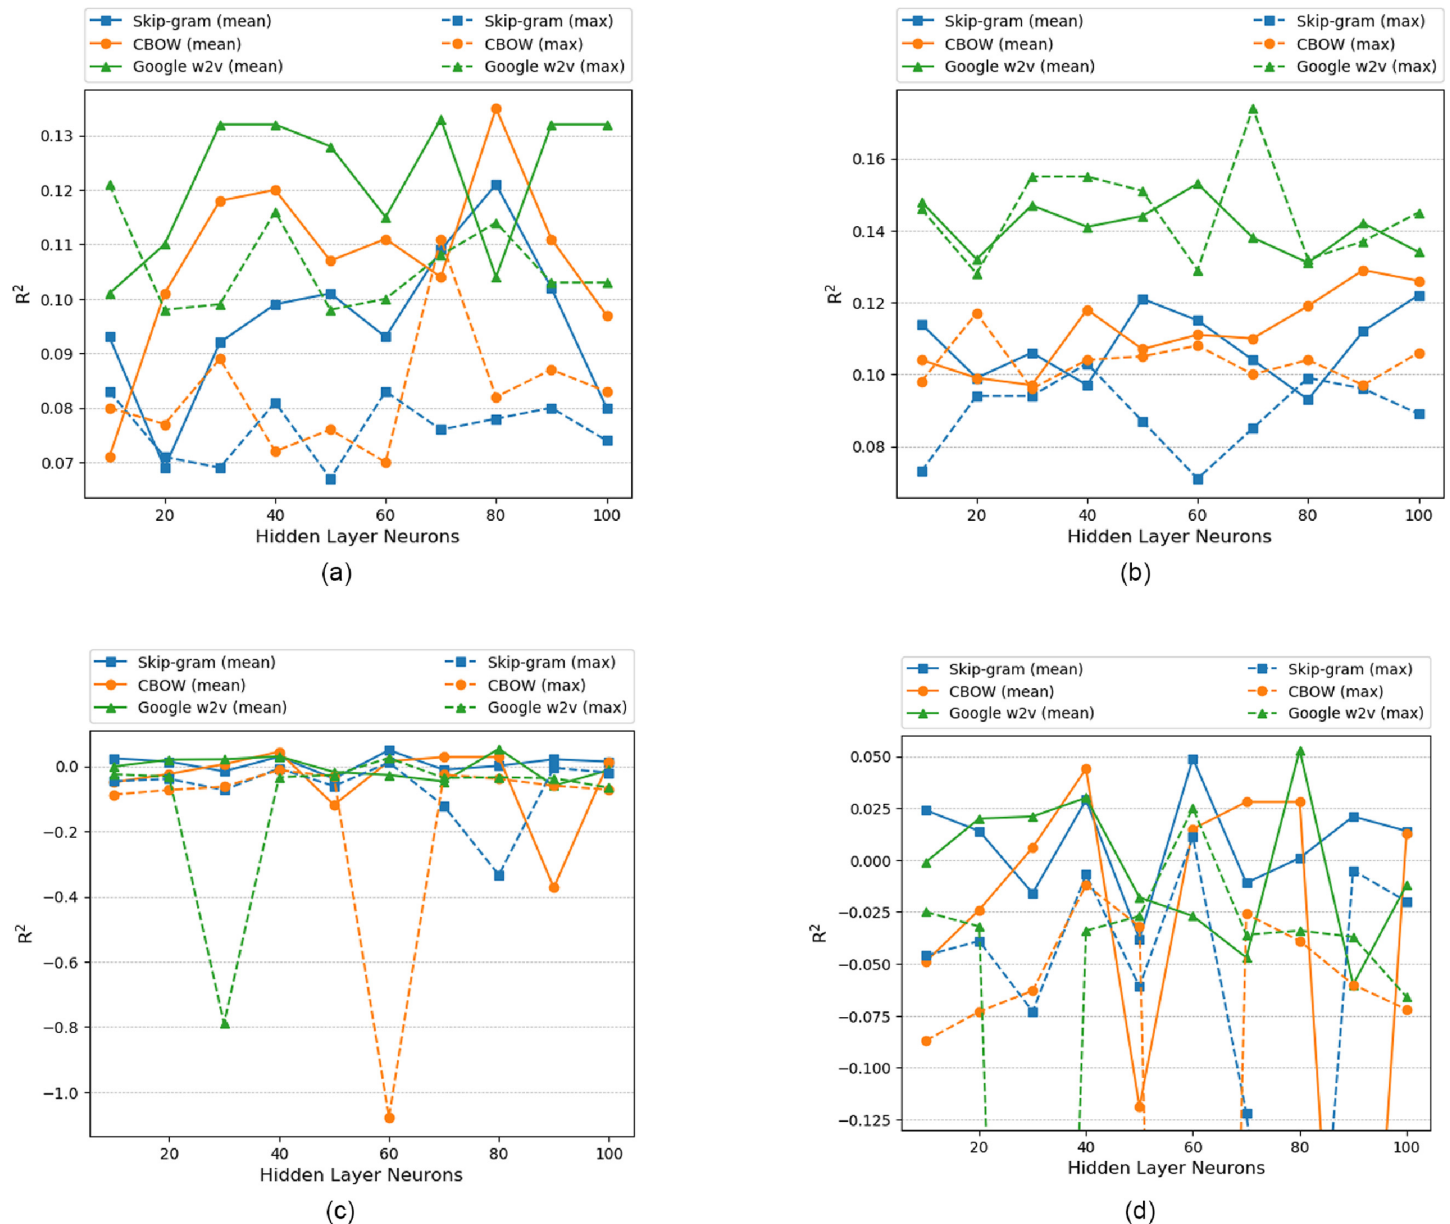 Skip-gram (mean) Skip-gram (max)
CBOW (mean) CBOW (max)
Google w2v (mean) Google w2v (max)
0.13
0.12
0.11
0.10
0.09
0.08
0.07
R²
20 40 60 80 100
Hidden Layer Neurons
(a)
Skip-gram (mean) Skip-gram (max)
CBOW (mean) CBOW (max)
Google w2v (mean) Google w2v (max)
0.16
0.14
0.12
0.10
0.08
R²
20 40 60 80 100
Hidden Layer Neurons
(b)
Skip-gram (mean) Skip-gram (max)
CBOW (mean) CBOW (max)
Google w2v (mean) Google w2v (max)
0.0
−0.2
−0.4
−0.6
−0.8
−1.0
R²
20 40 60 80 100
Hidden Layer Neurons
(c)
Skip-gram (mean) Skip-gram (max)
CBOW (mean) CBOW (max)
Google w2v (mean) Google w2v (max)
0.050
0.025
0.000
−0.025
−0.050
−0.075
−0.100
−0.125
R²
20 40 60 80 100
Hidden Layer Neurons
(d)